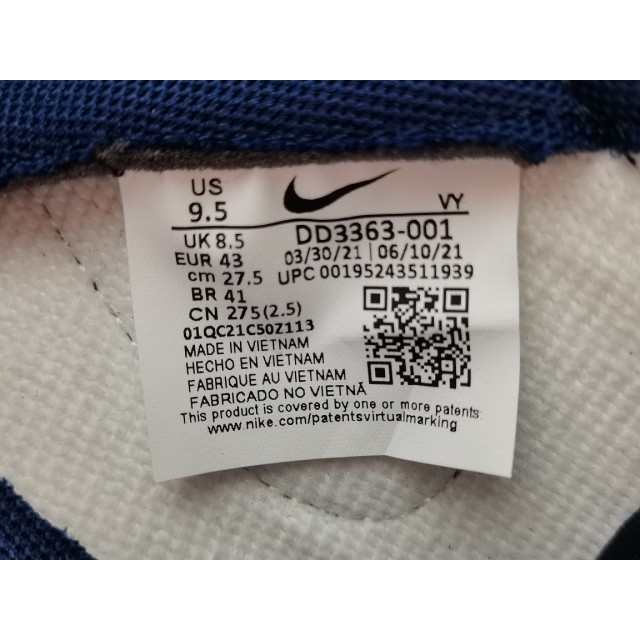 US
9.5
VY
UK 8.5
DD3363-001
EUR 43
03/30/21 | 06/10/21
cm 27.5
UPC 00195243511939
BR 41
CN 275(2.5)
01QC21C50Z113
MADE IN VIETNAM
HECHO EN VIETNAM
FABRIQUE AU VIETNAM
FABRICADO NO VIETNÃ
This product is covered by one or more patents:
www.nike.com/patentsvirtualmarking